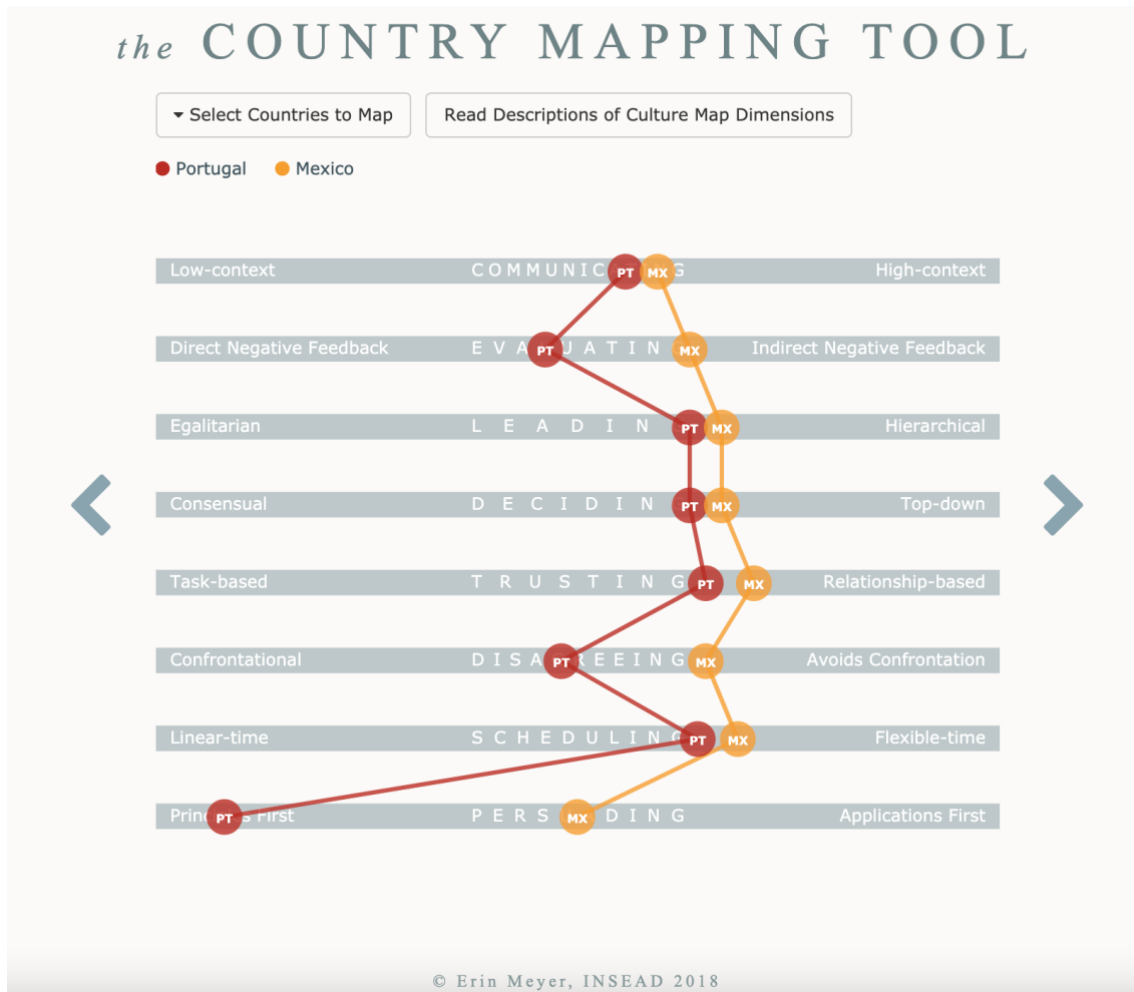 the COUNTRY MAPPING TOOL
Select Countries to Map
Read Descriptions of Culture Map Dimensions
Portugal
Mexico
Low-context COMMUNIC PT MX G High-context
Direct Negative Feedback EVA PT UATIN MX Indirect Negative Feedback
Egalitarian LEADIN PT MX Hierarchical
Consensual DECIDIN PT MX Top-down
Task-based TRUSTING PT MX Relationship-based
Confrontational DISA PT REEING MX Avoids Confrontation
Linear-time SCHEDULING PT MX Flexible-time
Prin PT s First PERS MX DING Applications First
© Erin Meyer, INSEAD 2018